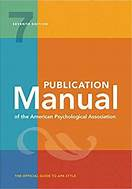 7
SEVENTH EDITION
PUBLICATION
Manual
of the American Psychological Association
THE OFFICIAL GUIDE TO APA STYLE